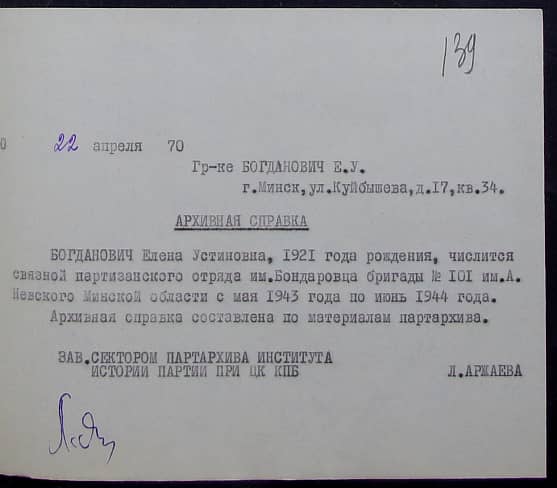 139
0 22 апреля 70
Гр-ке БОГДАНОВИЧ Е.У.
г.Минск,ул.Куйбышева,д.17,кв.34.
АРХИВНАЯ СПРАВКА
БОГДАНОВИЧ Елена Устиновна, 1921 года рождения, числится
связной партизанского отряда им.Бондаровца бригады № 101 им.А.
Невского Минской области с мая 1943 года по июнь 1944 года.
Архивная справка составлена по материалам партархива.
ЗАВ.СЕКТОРОМ ПАРТАРХИВА ИНСТИТУТА
ИСТОРИИ ПАРТИИ ПРИ ЦК КПБ Л.АРЖАЕВА